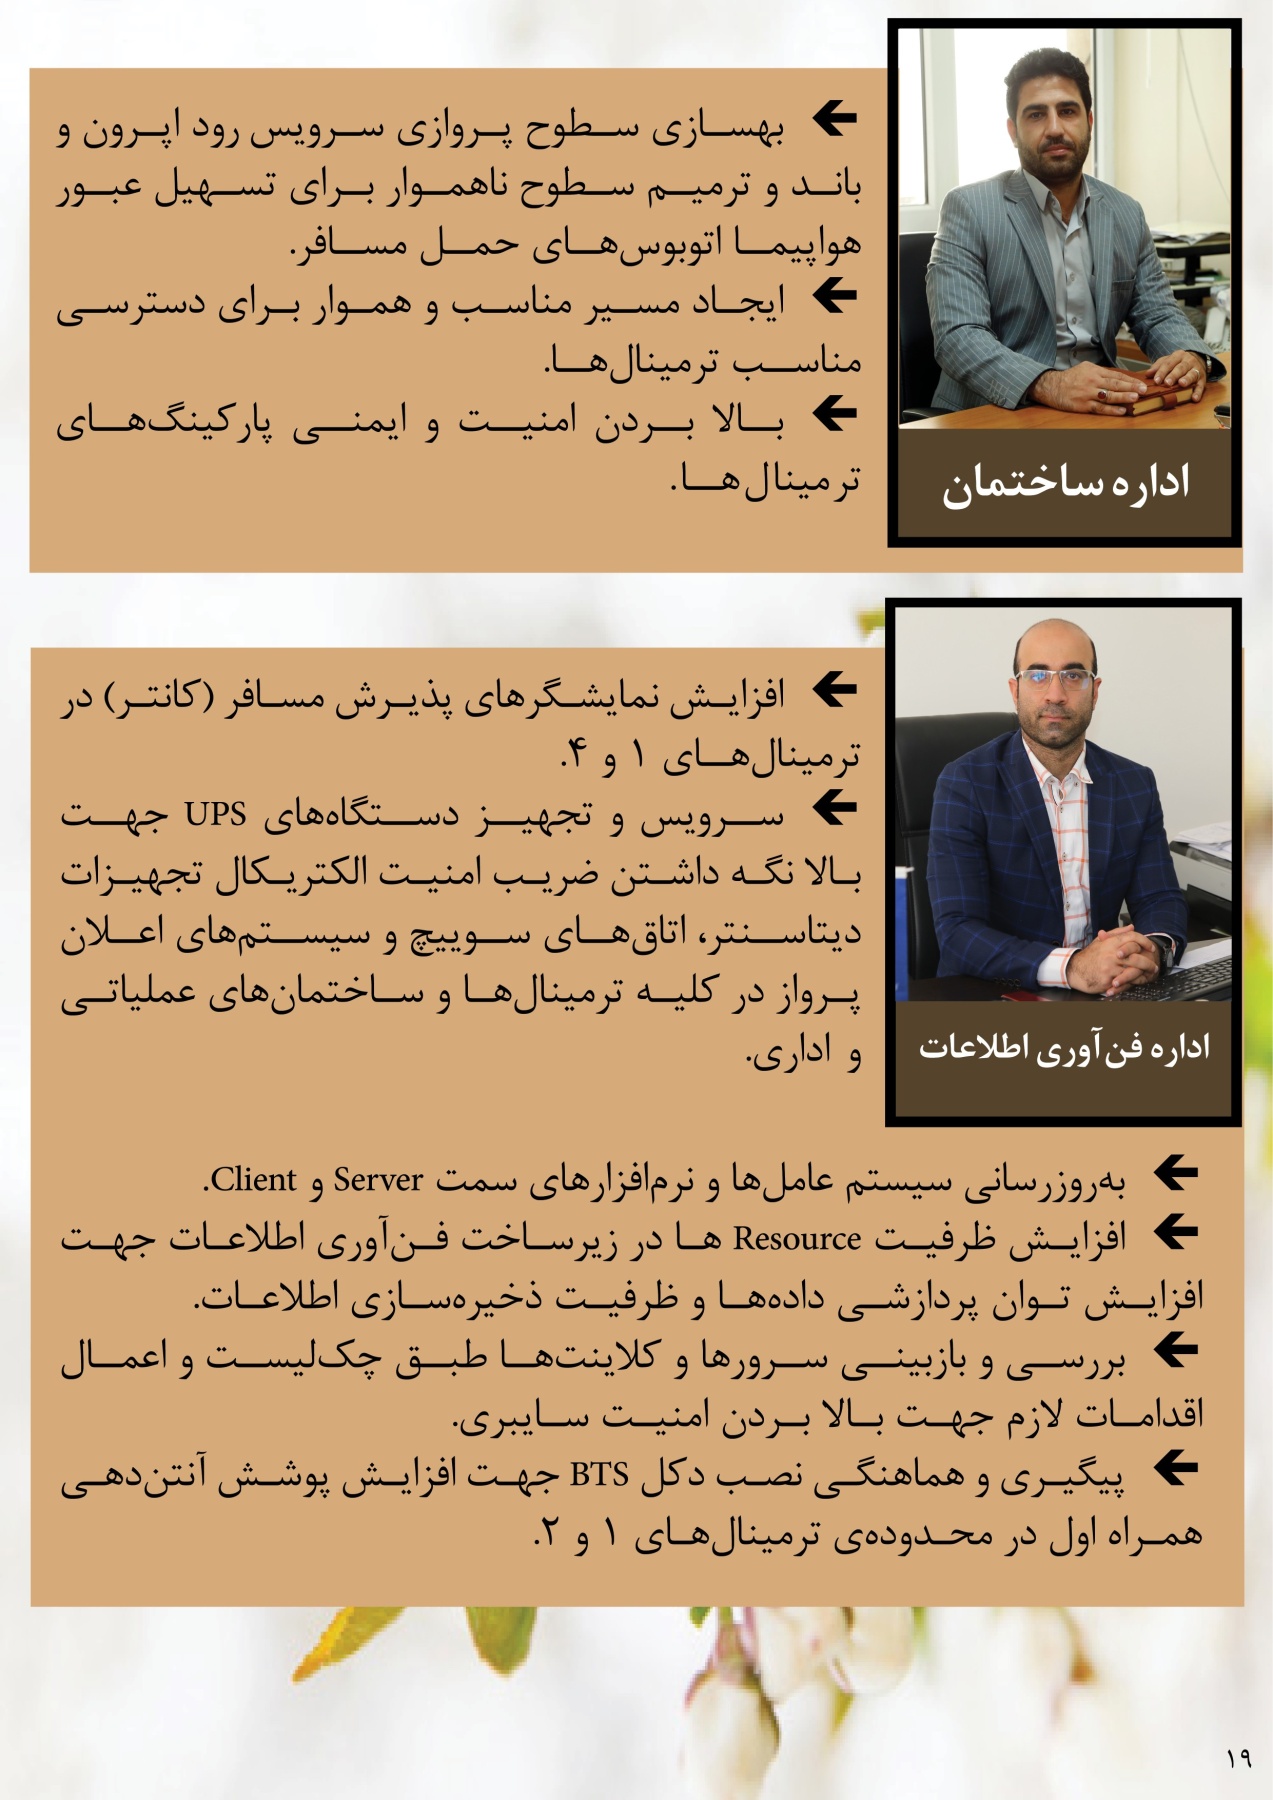 بهسازی سطوح پروازی سرویس رود اپرون و
باند و ترمیم سطوح ناهموار برای تسهیل عبور
هواپیما اتوبوس‌های حمل مسافر.
ایجاد مسیر مناسب و هموار برای دسترسی
مناسب ترمینال‌ها.
بالا بردن امنیت و ایمنی پارکینگ‌های
ترمینال‌ها.
اداره ساختمان
افزایش نمایشگرهای پذیرش مسافر (کانتر) در
ترمینال‌های ۱ و ۴.
سرویس و تجهیز دستگاه‌های UPS جهت
بالا نگه داشتن ضریب امنیت الکتریکال تجهیزات
دیتاسنتر، اتاق‌های سوییچ و سیستم‌های اعلان
پرواز در کلیه ترمینال‌ها و ساختمان‌های عملیاتی
و اداری.
اداره فن‌آوری اطلاعات
به‌روزرسانی سیستم عامل‌ها و نرم‌افزارهای سمت Server و Client.
افزایش ظرفیت Resource ها در زیرساخت فن‌آوری اطلاعات جهت
افزایش توان پردازشی داده‌ها و ظرفیت ذخیره‌سازی اطلاعات.
بررسی و بازبینی سرورها و کلاینت‌ها طبق چک‌لیست و اعمال
اقدامات لازم جهت بالا بردن امنیت سایبری.
پیگیری و هماهنگی نصب دکل BTS جهت افزایش پوشش آنتن‌دهی
همراه اول در محدوده‌ی ترمینال‌های ۱ و ۲.
۱۹